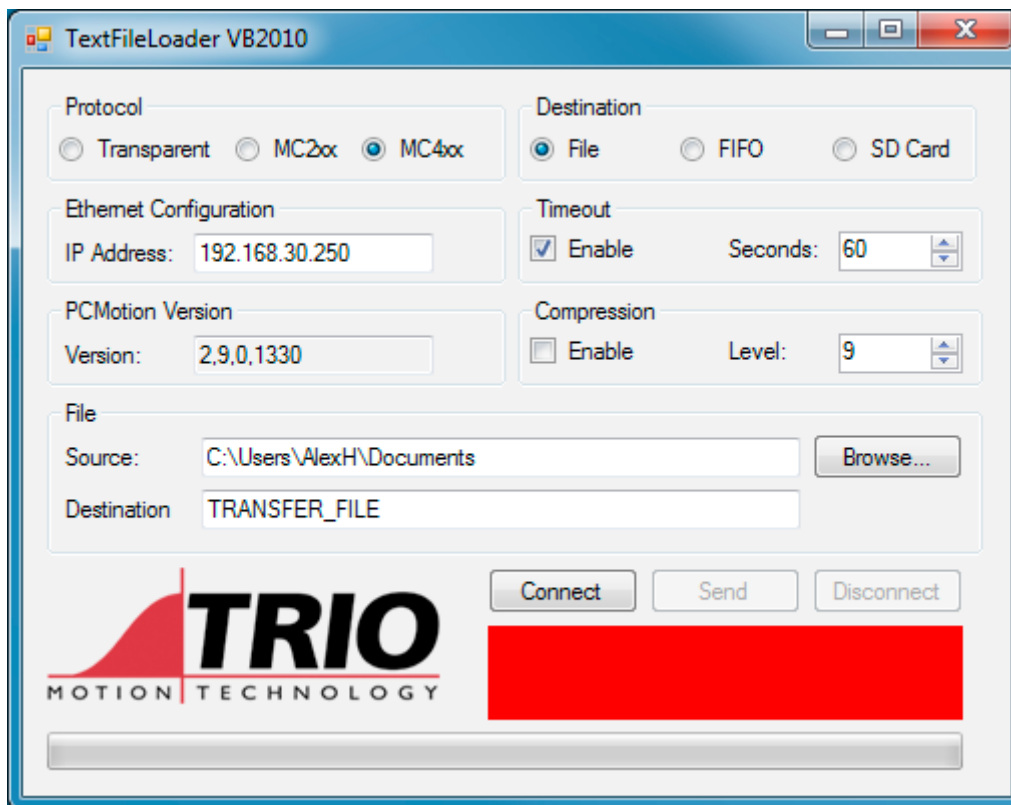 TextFileLoader VB2010
Protocol
Transparent MC2xx MC4xx
Destination
File FIFO SD Card
Ethernet Configuration
IP Address: 192.168.30.250
Timeout
Enable Seconds: 60
PCMotion Version
Version: 2,9,0,1330
Compression
Enable Level: 9
File
Source: C:\Users\AlexH\Documents Browse...
Destination TRANSFER_FILE
Connect Send Disconnect
TRIO
MOTION TECHNOLOGY